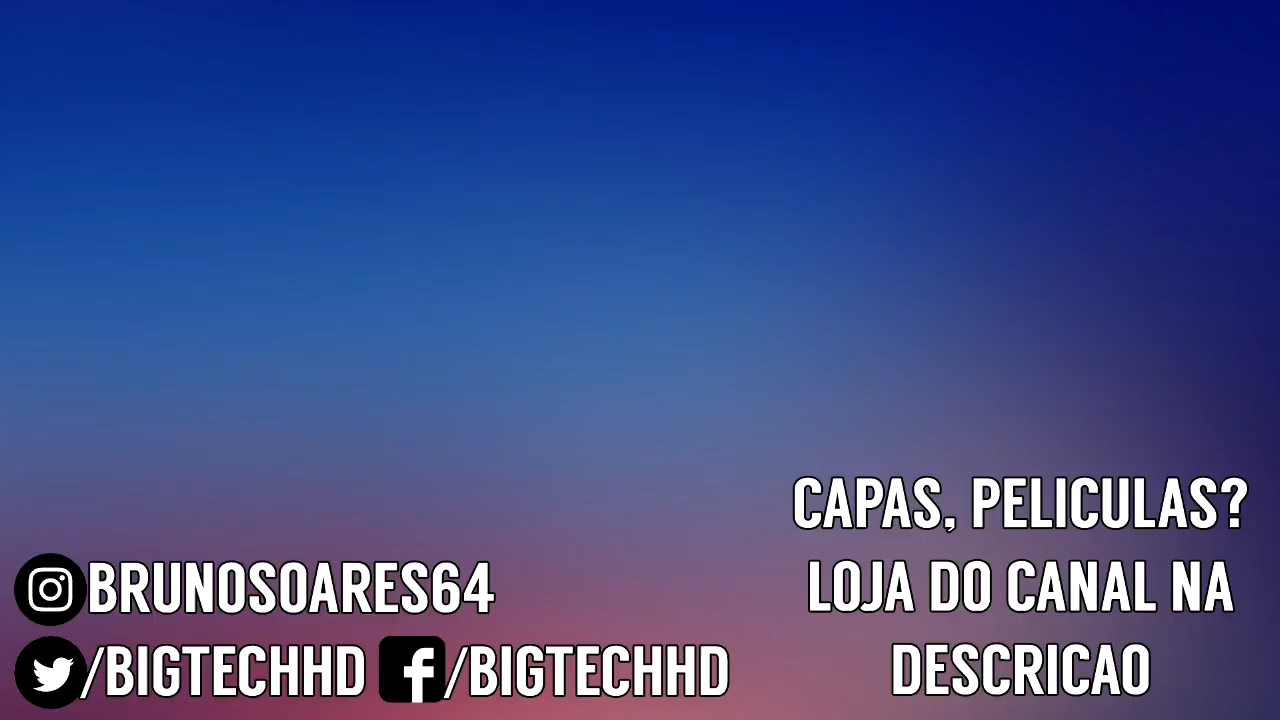 CAPAS, PELICULAS?
LOJA DO CANAL NA
DESCRICAO
BRUNOSOARES64
/BIGTECHHD /BIGTECHHD